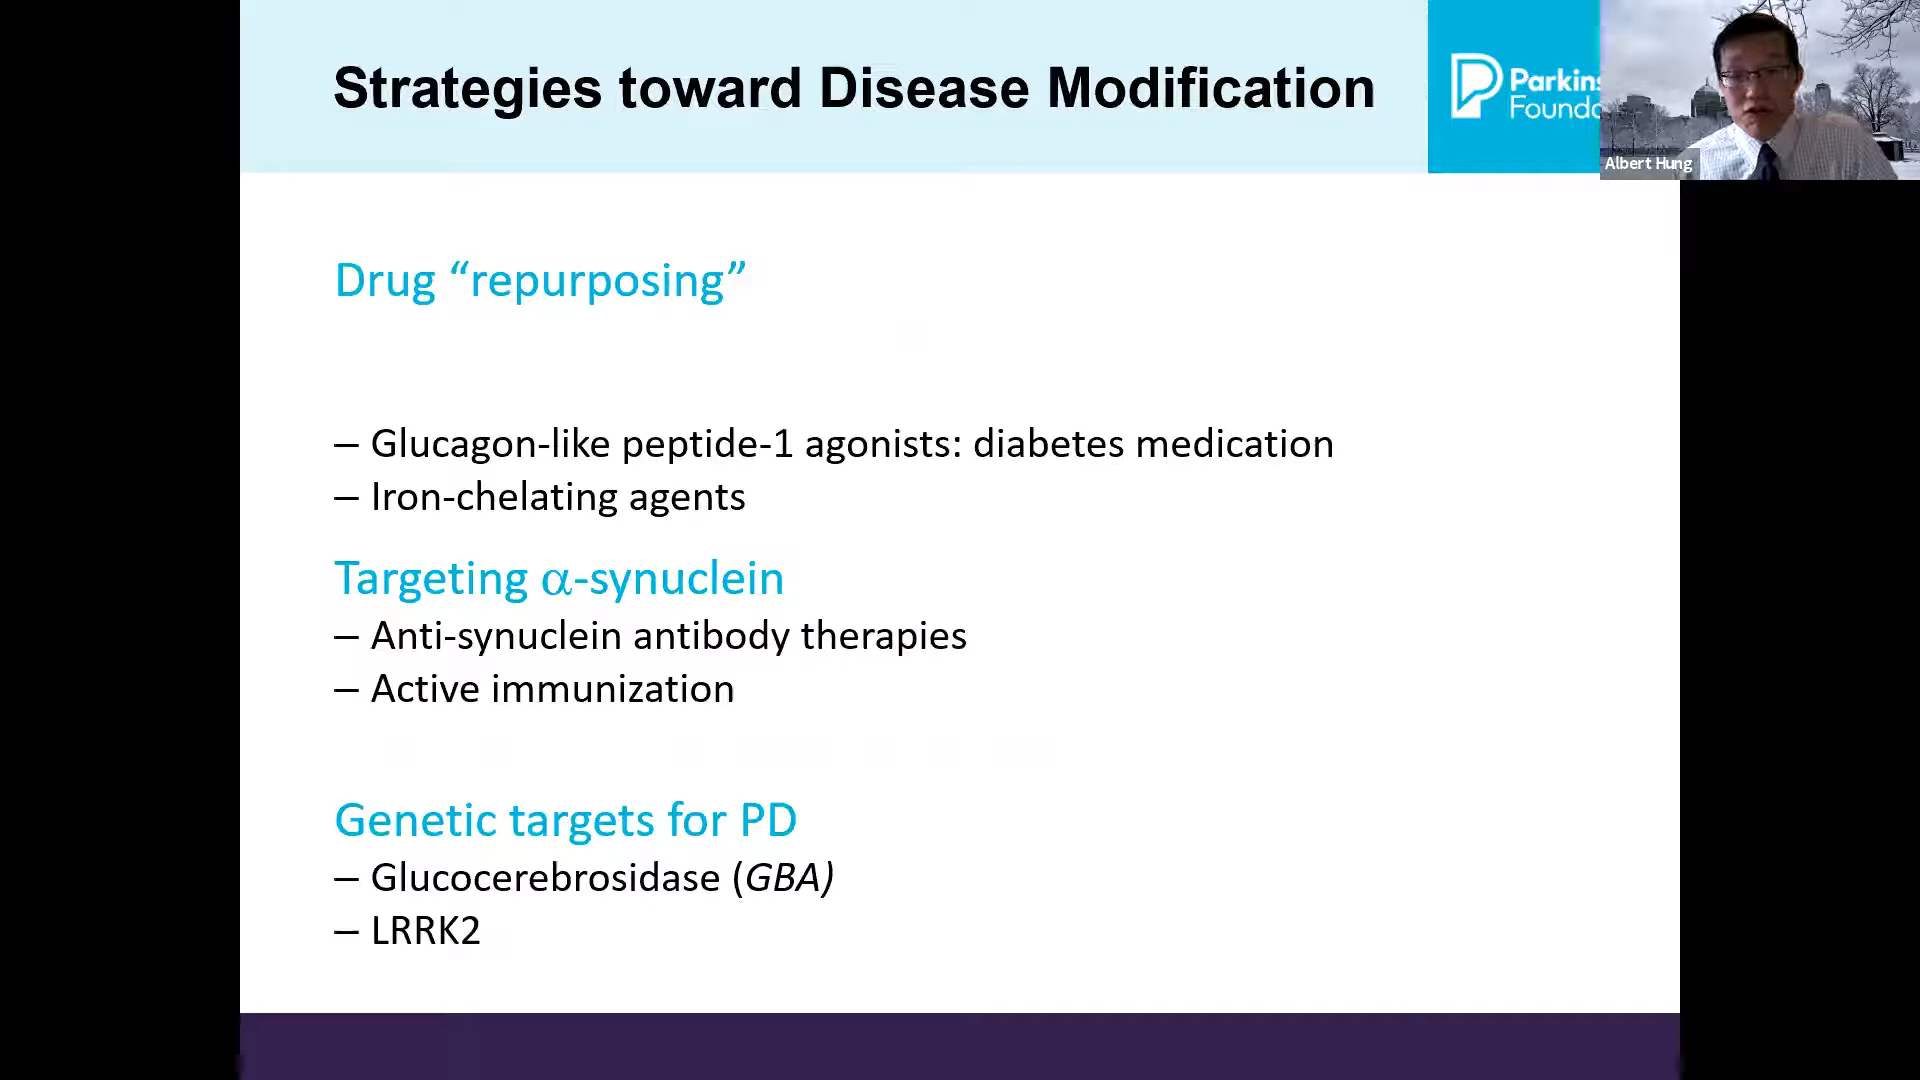 Strategies toward Disease Modification
Parkins
Founda
Albert Hung
Drug “repurposing”
– Glucagon-like peptide-1 agonists: diabetes medication
– Iron-chelating agents
Targeting α-synuclein
– Anti-synuclein antibody therapies
– Active immunization
Genetic targets for PD
– Glucocerebrosidase (GBA)
– LRRK2